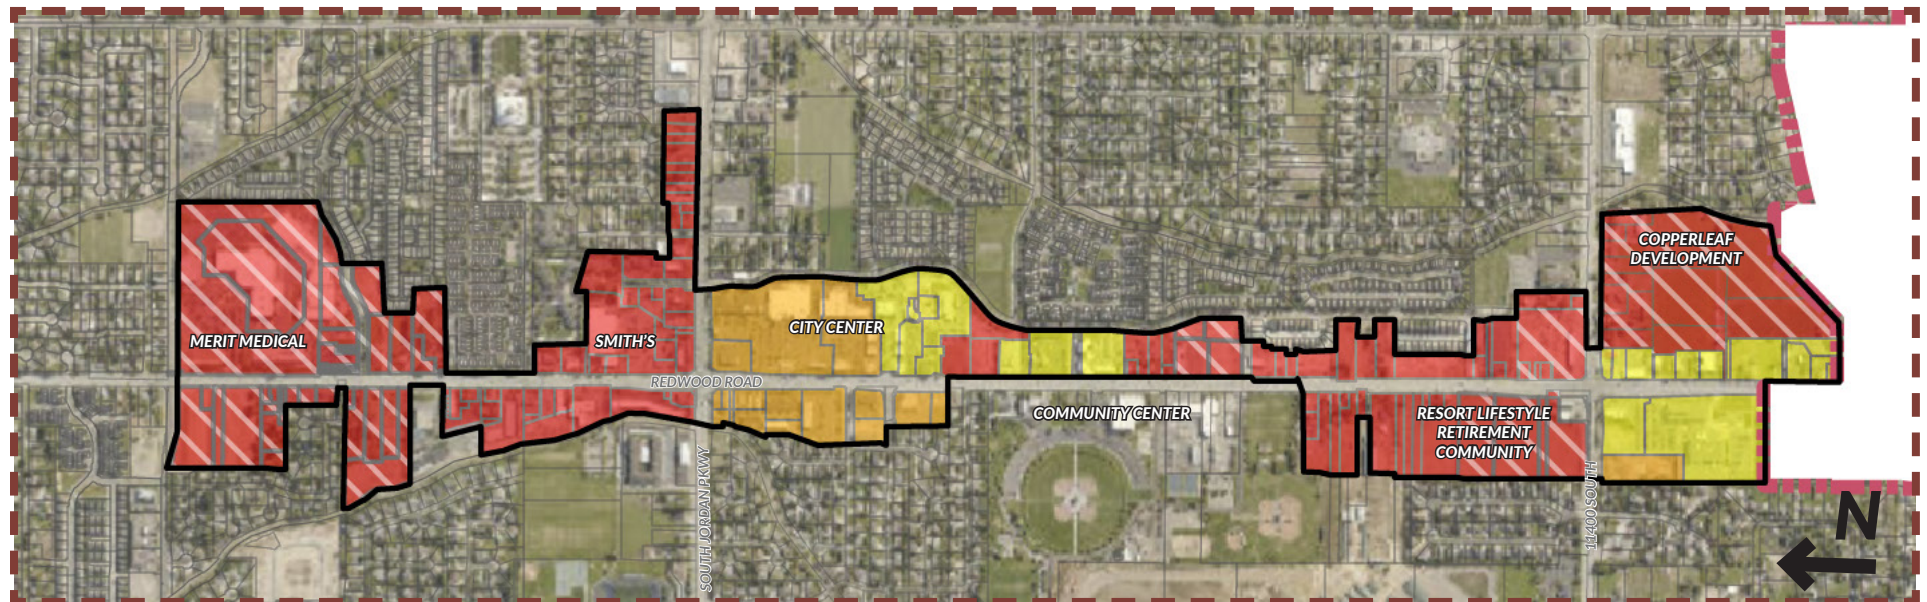 COPPERLEAF
DEVELOPMENT
MERIT MEDICAL
SMITH'S
CITY CENTER
REDWOOD ROAD
COMMUNITY CENTER
RESORT LIFESTYLE
RETIREMENT
COMMUNITY
SOUTH JORDAN PKWY
11400 SOUTH
N